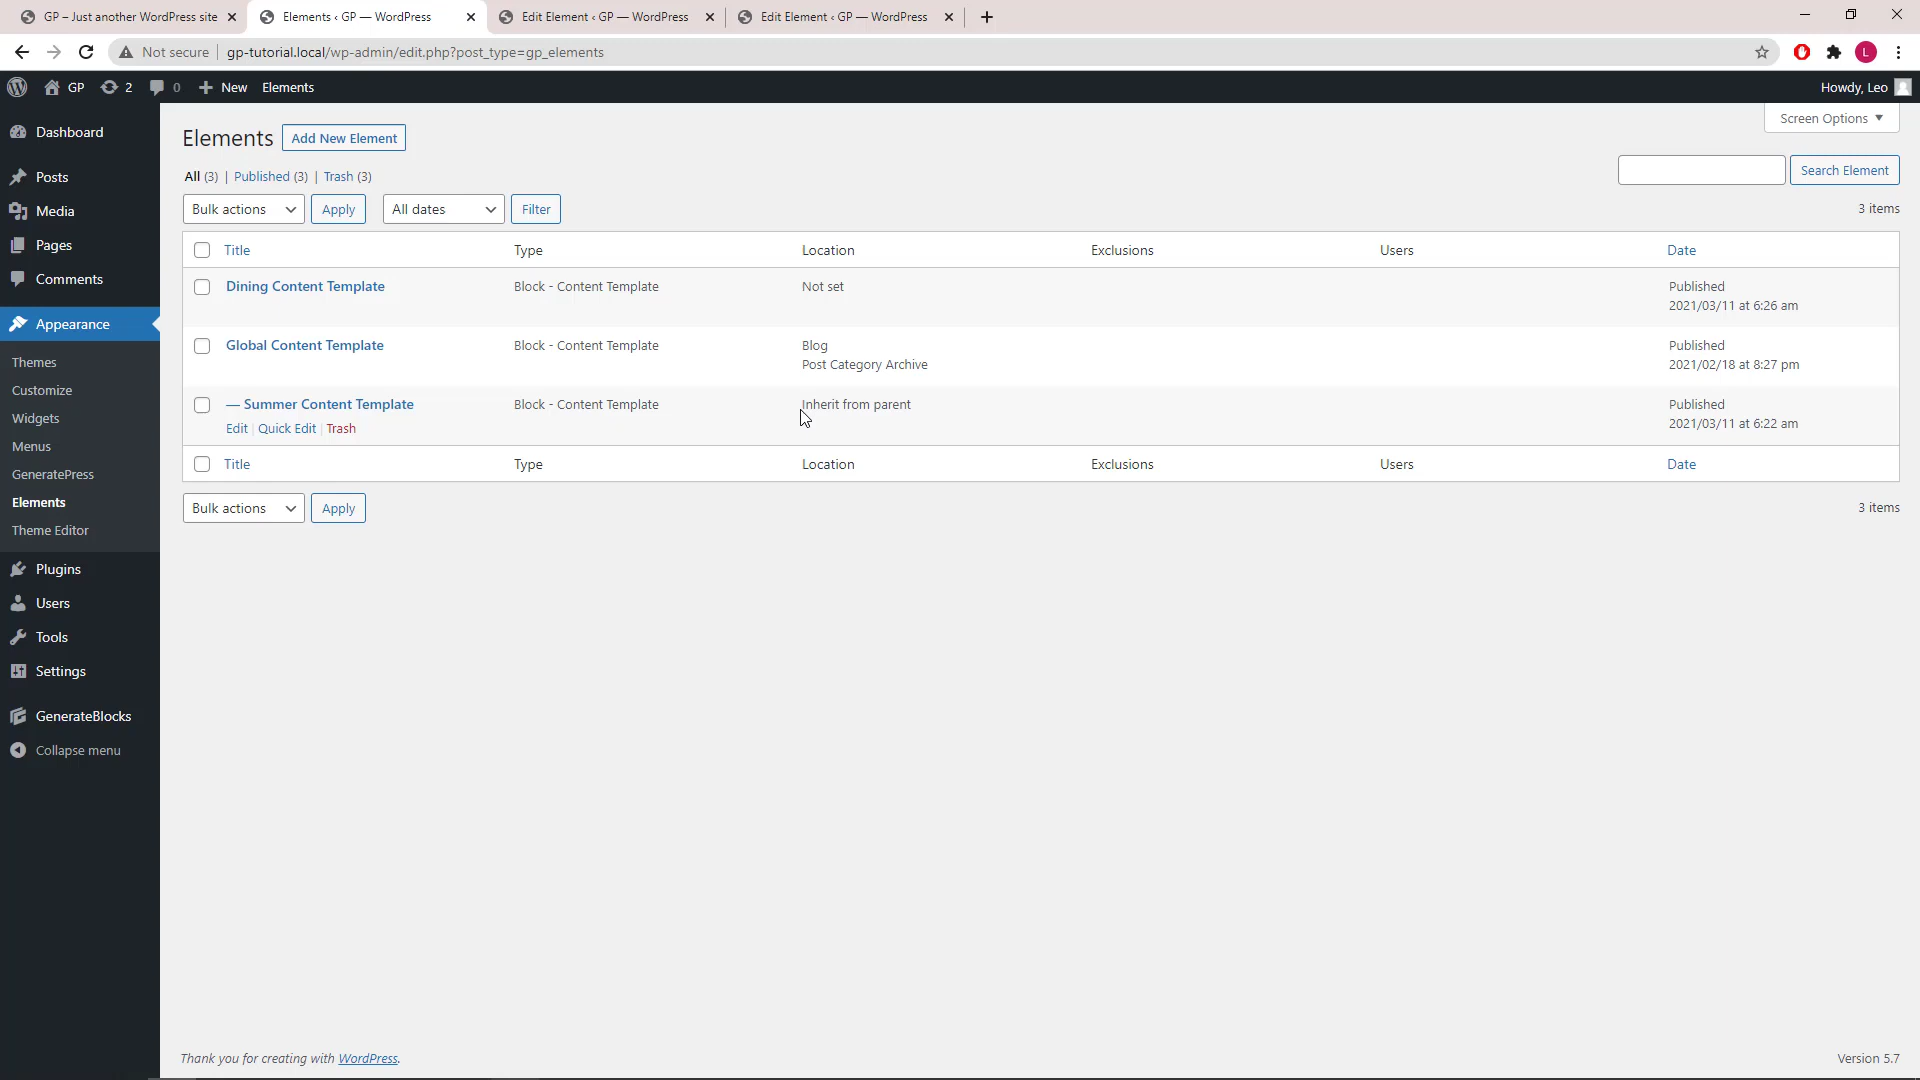 GP – Just another WordPress site
Elements ‹ GP — WordPress
Edit Element ‹ GP — WordPress
Edit Element ‹ GP — WordPress
Not secure
gp-tutorial.local/wp-admin/edit.php?post_type=gp_elements
L
GP
2
0
New
Elements
Howdy, Leo
Dashboard
Posts
Media
Pages
Comments
Appearance
Themes
Customize
Widgets
Menus
GeneratePress
Elements
Theme Editor
Plugins
Users
Tools
Settings
GenerateBlocks
Collapse menu
Screen Options
Elements
Add New Element
All (3) | Published (3) | Trash (3)
Search Element
Bulk actions
Apply
All dates
Filter
3 items
Title Type Location Exclusions Users Date
Dining Content Template Block - Content Template Not set Published
2021/03/11 at 6:26 am
Global Content Template Block - Content Template Blog Published
Post Category Archive 2021/02/18 at 8:27 pm
— Summer Content Template Block - Content Template Inherit from parent Published
Edit | Quick Edit | Trash 2021/03/11 at 6:22 am
Title Type Location Exclusions Users Date
Bulk actions
Apply
3 items
Thank you for creating with WordPress.
Version 5.7